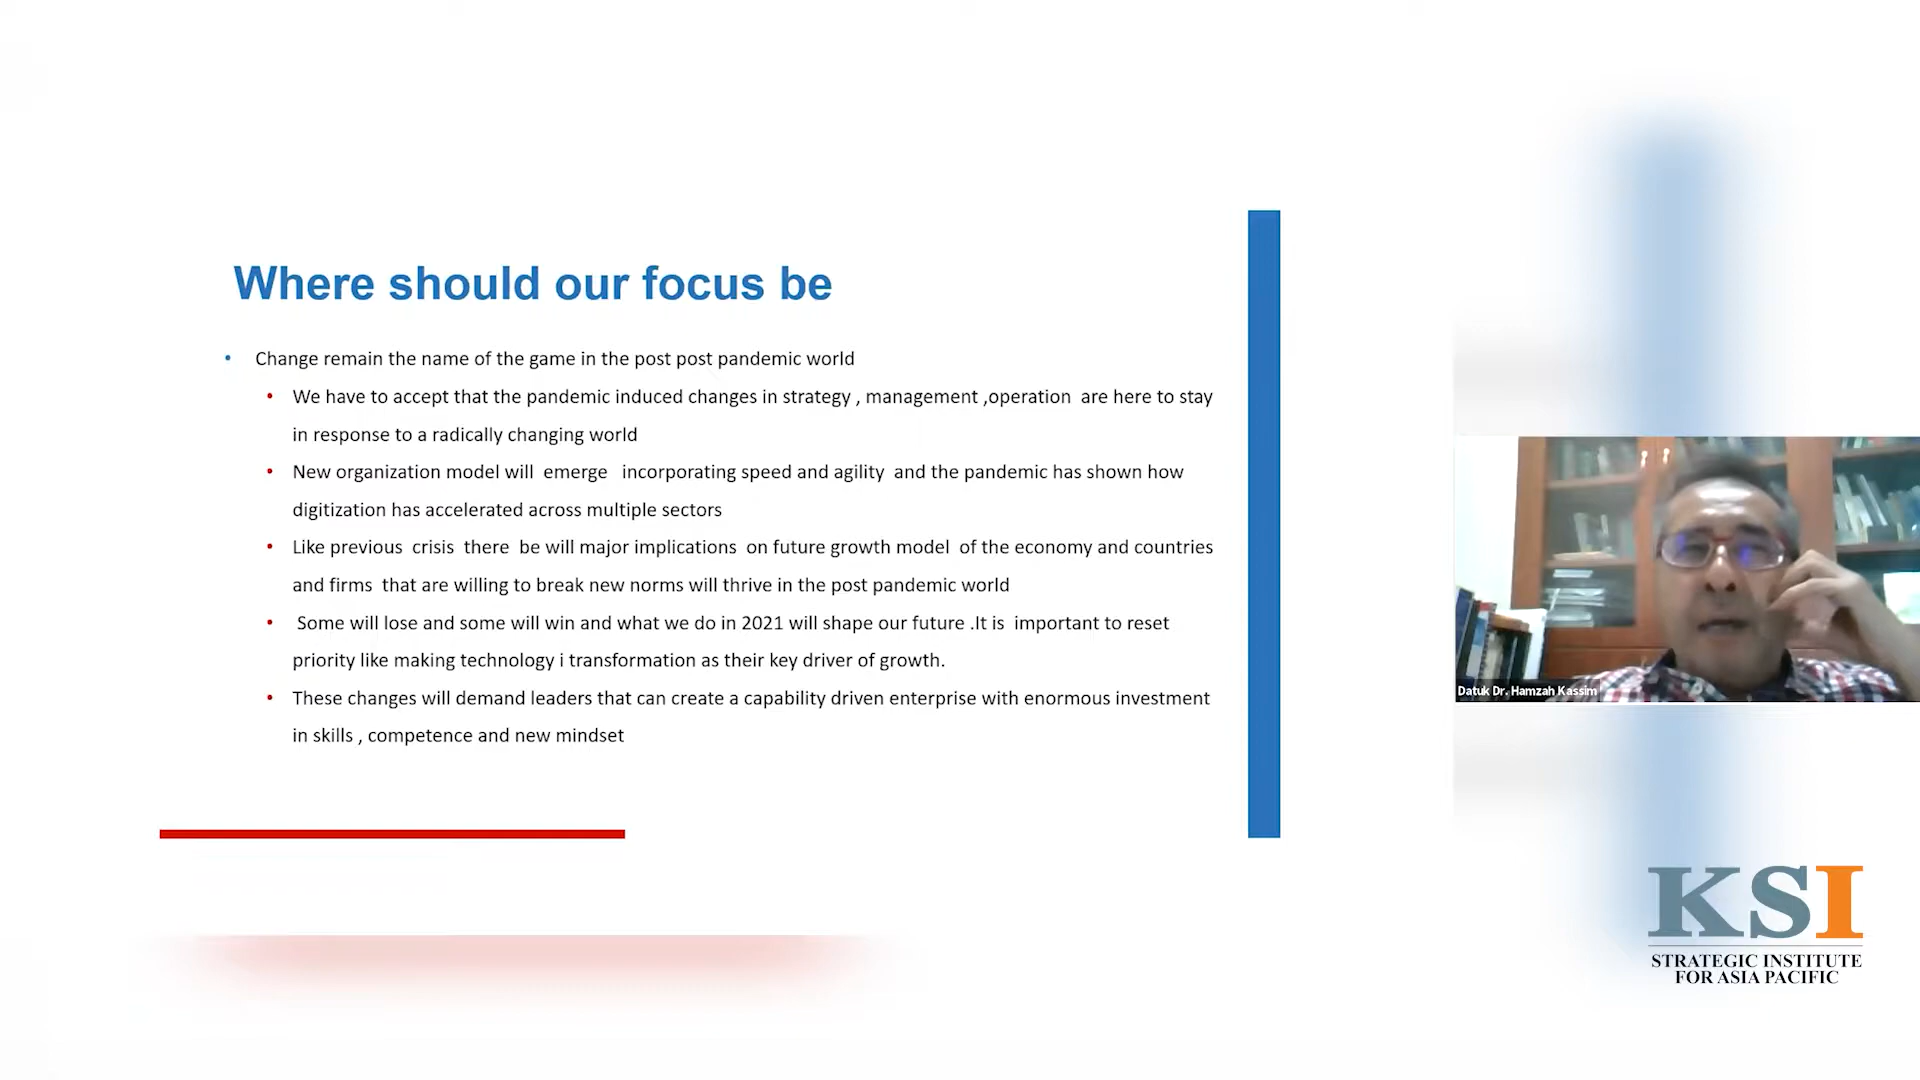 Where should our focus be
• Change remain the name of the game in the post post pandemic world
• We have to accept that the pandemic induced changes in strategy , management ,operation are here to stay
in response to a radically changing world
• New organization model will emerge incorporating speed and agility and the pandemic has shown how
digitization has accelerated across multiple sectors
• Like previous crisis there be will major implications on future growth model of the economy and countries
and firms that are willing to break new norms will thrive in the post pandemic world
• Some will lose and some will win and what we do in 2021 will shape our future .It is important to reset
priority like making technology i transformation as their key driver of growth.
• These changes will demand leaders that can create a capability driven enterprise with enormous investment
in skills , competence and new mindset
Datuk Dr. Hamzah Kassim
KSI
STRATEGIC INSTITUTE
FOR ASIA PACIFIC